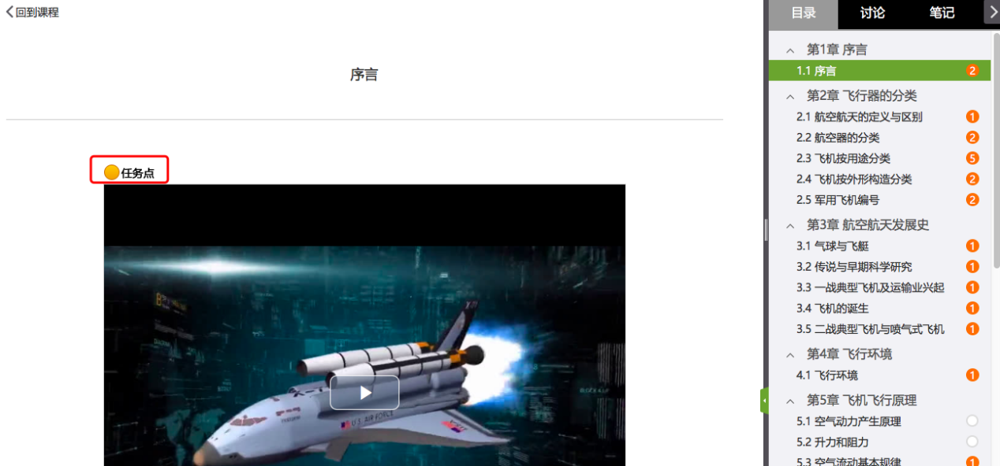 回到课程
序言
任务点
U.S. AIR FORCE
目录 讨论 笔记
第1章 序言
1.1 序言 2
第2章 飞行器的分类
2.1 航空航天的定义与区别 1
2.2 航空器的分类 2
2.3 飞机按用途分类 5
2.4 飞机按外形构造分类 2
2.5 军用飞机编号 2
第3章 航空航天发展史
3.1 气球与飞艇 1
3.2 传说与早期科学研究 1
3.3 一战典型飞机及运输业兴起 1
3.4 飞机的诞生 1
3.5 二战典型飞机与喷气式飞机 1
第4章 飞行环境
4.1 飞行环境 1
第5章 飞机飞行原理
5.1 空气动力产生原理
5.2 升力和阻力
5.3 空气流动基本规律 1